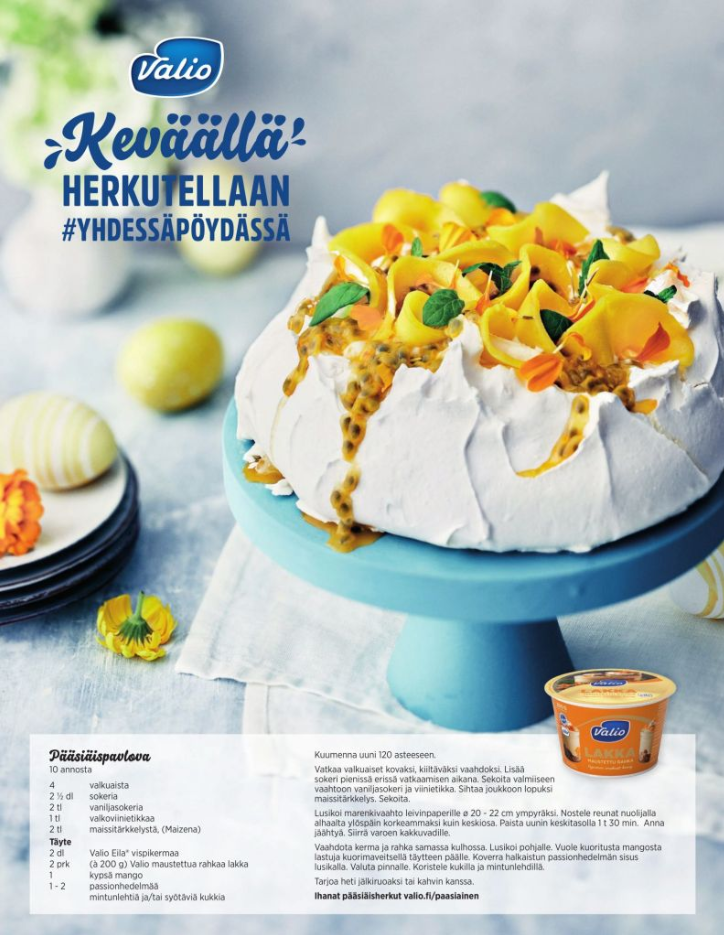 Valio
Keväällä
HERKUTELLAAN
#YHDESSÄPÖYDÄSSÄ
Valio
LAKKA
Valio
LAKKA
MAUSTETTU RAHKA
Pääsiäispavlova
10 annosta
4 valkuaista
2 ½ dl sokeria
2 tl vaniljasokeria
1 tl valkoviinietikkaa
2 tl maissitärkkelystä, (Maizena)
Täyte
2 dl Valio Eila® vispikermaa
2 prk (à 200 g) Valio maustettua rahkaa lakka
1 kypsä mango
1 - 2 passionhedelmää
mintunlehtiä ja/tai syötäviä kukkia
Kuumenna uuni 120 asteeseen.
Vatkaa valkuaiset kovaksi, kiiltäväksi vaahdoksi. Lisää
sokeri pienissä erissä vatkaamisen aikana. Sekoita valmiiseen
vaahtoon vaniljasokeri ja viinietikka. Sihtaa joukkoon lopuksi
maissitärkkelys. Sekoita.
Lusikoi marenkivaahto leivinpaperille ø 20 - 22 cm ympyräksi. Nostele reunat nuolijalla
alhaalta ylöspäin korkeammaksi kuin keskiosa. Paista uunin keskitasolla 1 t 30 min. Anna
jäähtyä. Siirrä varoen kakkuvadille.
Vaahdota kerma ja rahka samassa kulhossa. Lusikoi pohjalle. Vuole kuoritusta mangosta
lastuja kuorimaveitsellä täytteen päälle. Koverra halkaistun passionhedelmän sisus
lusikalla. Valuta pinnalle. Koristele kukilla ja mintunlehdillä.
Tarjoa heti jälkiruoaksi tai kahvin kanssa.
Ihanat pääsiäisherkut valio.fi/paasiainen